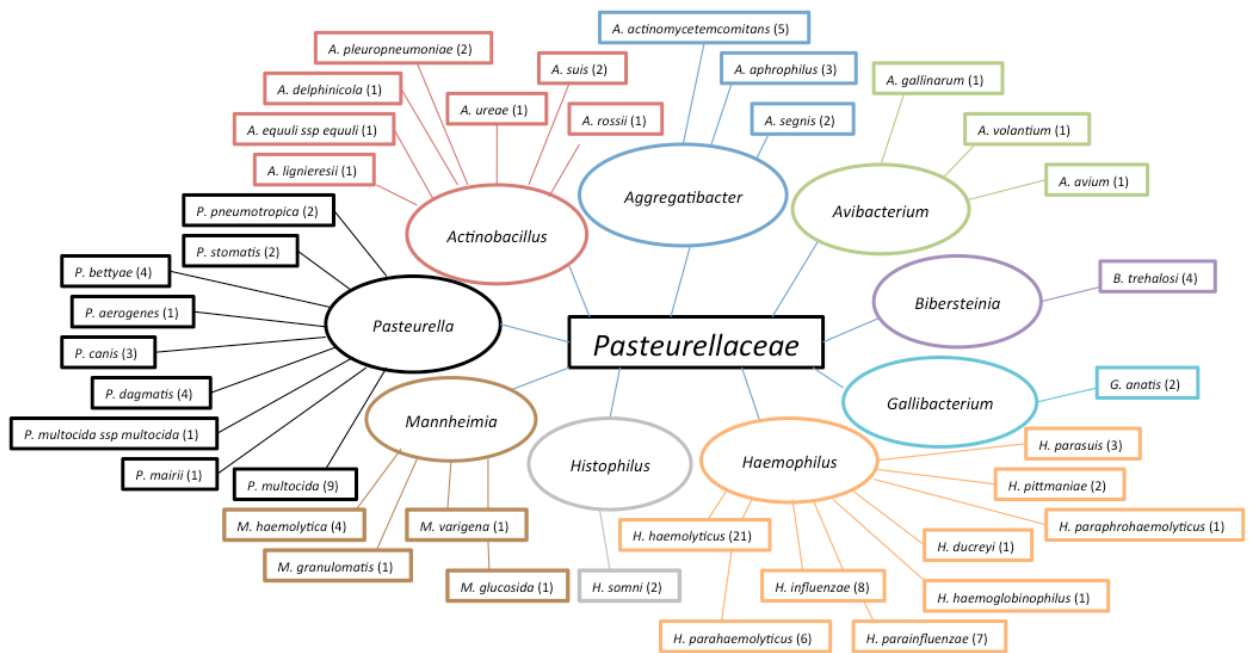 A. actinomycetemcomitans (5)
A. pleuropneumoniae (2)
A. suis (2)
A. aphrophilus (3)
A. gallinarum (1)
A. delphinicola (1)
A. ureae (1)
A. rossii (1)
A. segnis (2)
A. volantium (1)
A. equuli ssp equuli (1)
A. lignieresii (1)
A. avium (1)
Aggregatibacter
Avibacterium
Actinobacillus
P. pneumotropica (2)
P. stomatis (2)
P. bettyae (4)
P. aerogenes (1)
P. canis (3)
P. dagmatis (4)
P. multocida ssp multocida (1)
P. mairii (1)
P. multocida (9)
Pasteurella
Pasteurellaceae
Bibersteinia
B. trehalosi (4)
Gallibacterium
G. anatis (2)
Mannheimia
Histophilus
Haemophilus
H. parasuis (3)
H. pittmaniae (2)
H. paraphrohaemolyticus (1)
M. haemolytica (4)
M. varigena (1)
M. granulomatis (1)
M. glucosida (1)
H. somni (2)
H. haemolyticus (21)
H. ducreyi (1)
H. influenzae (8)
H. haemoglobinophilus (1)
H. parahaemolyticus (6)
H. parainfluenzae (7)